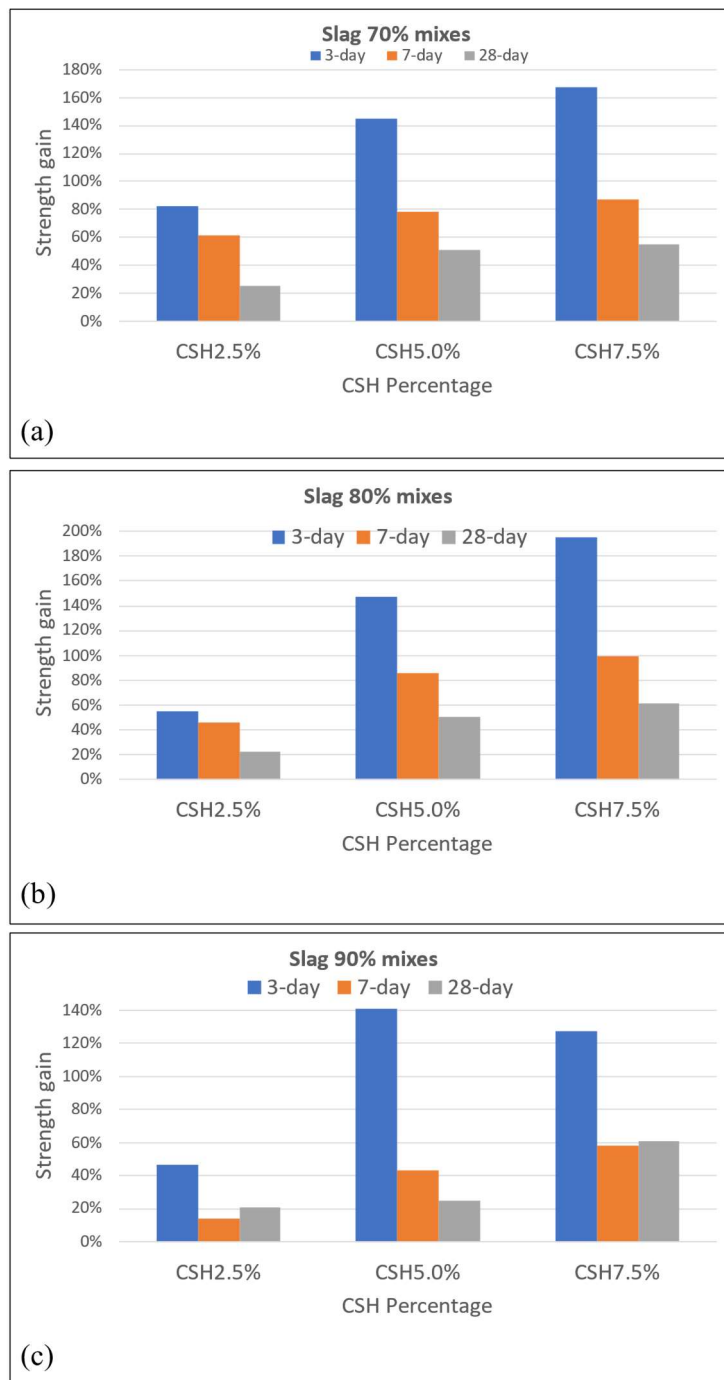 Slag 70% mixes
3-day 7-day 28-day
180%
160%
140%
120%
100%
80%
60%
40%
20%
0%
Strength gain
CSH2.5% CSH5.0% CSH7.5%
CSH Percentage
(a)
Slag 80% mixes
3-day 7-day 28-day
200%
180%
160%
140%
120%
100%
80%
60%
40%
20%
0%
Strength gain
CSH2.5% CSH5.0% CSH7.5%
CSH Percentage
(b)
Slag 90% mixes
3-day 7-day 28-day
140%
120%
100%
80%
60%
40%
20%
0%
Strength gain
CSH2.5% CSH5.0% CSH7.5%
CSH Percentage
(c)